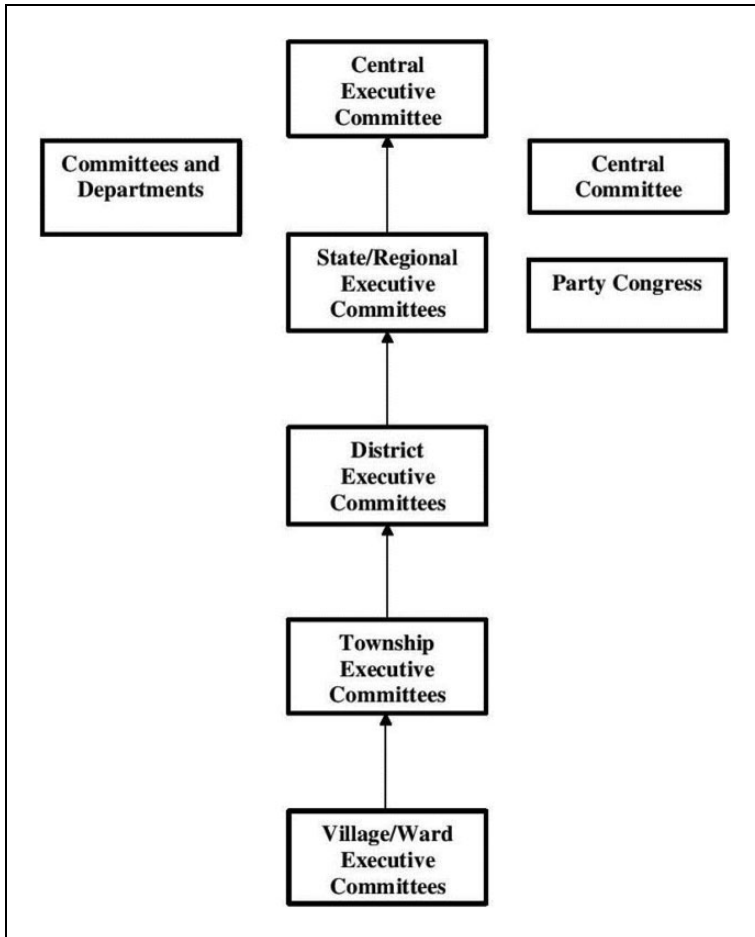 Central
Executive
Committee
Committees and
Departments
Central
Committee
State/Regional
Executive
Committees
Party Congress
District
Executive
Committees
Township
Executive
Committees
Village/Ward
Executive
Committees